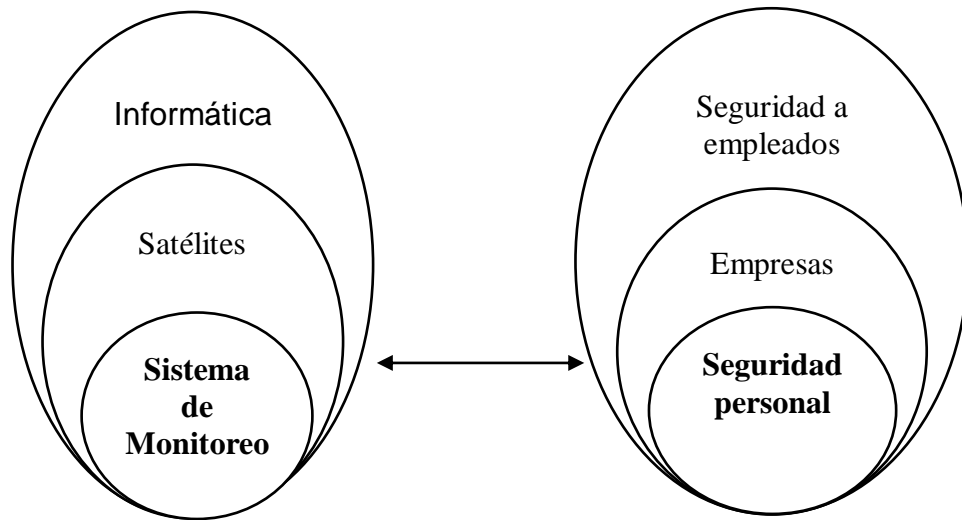 Informática
Satélites
Sistema
de
Monitoreo
Seguridad a
empleados
Empresas
Seguridad
personal